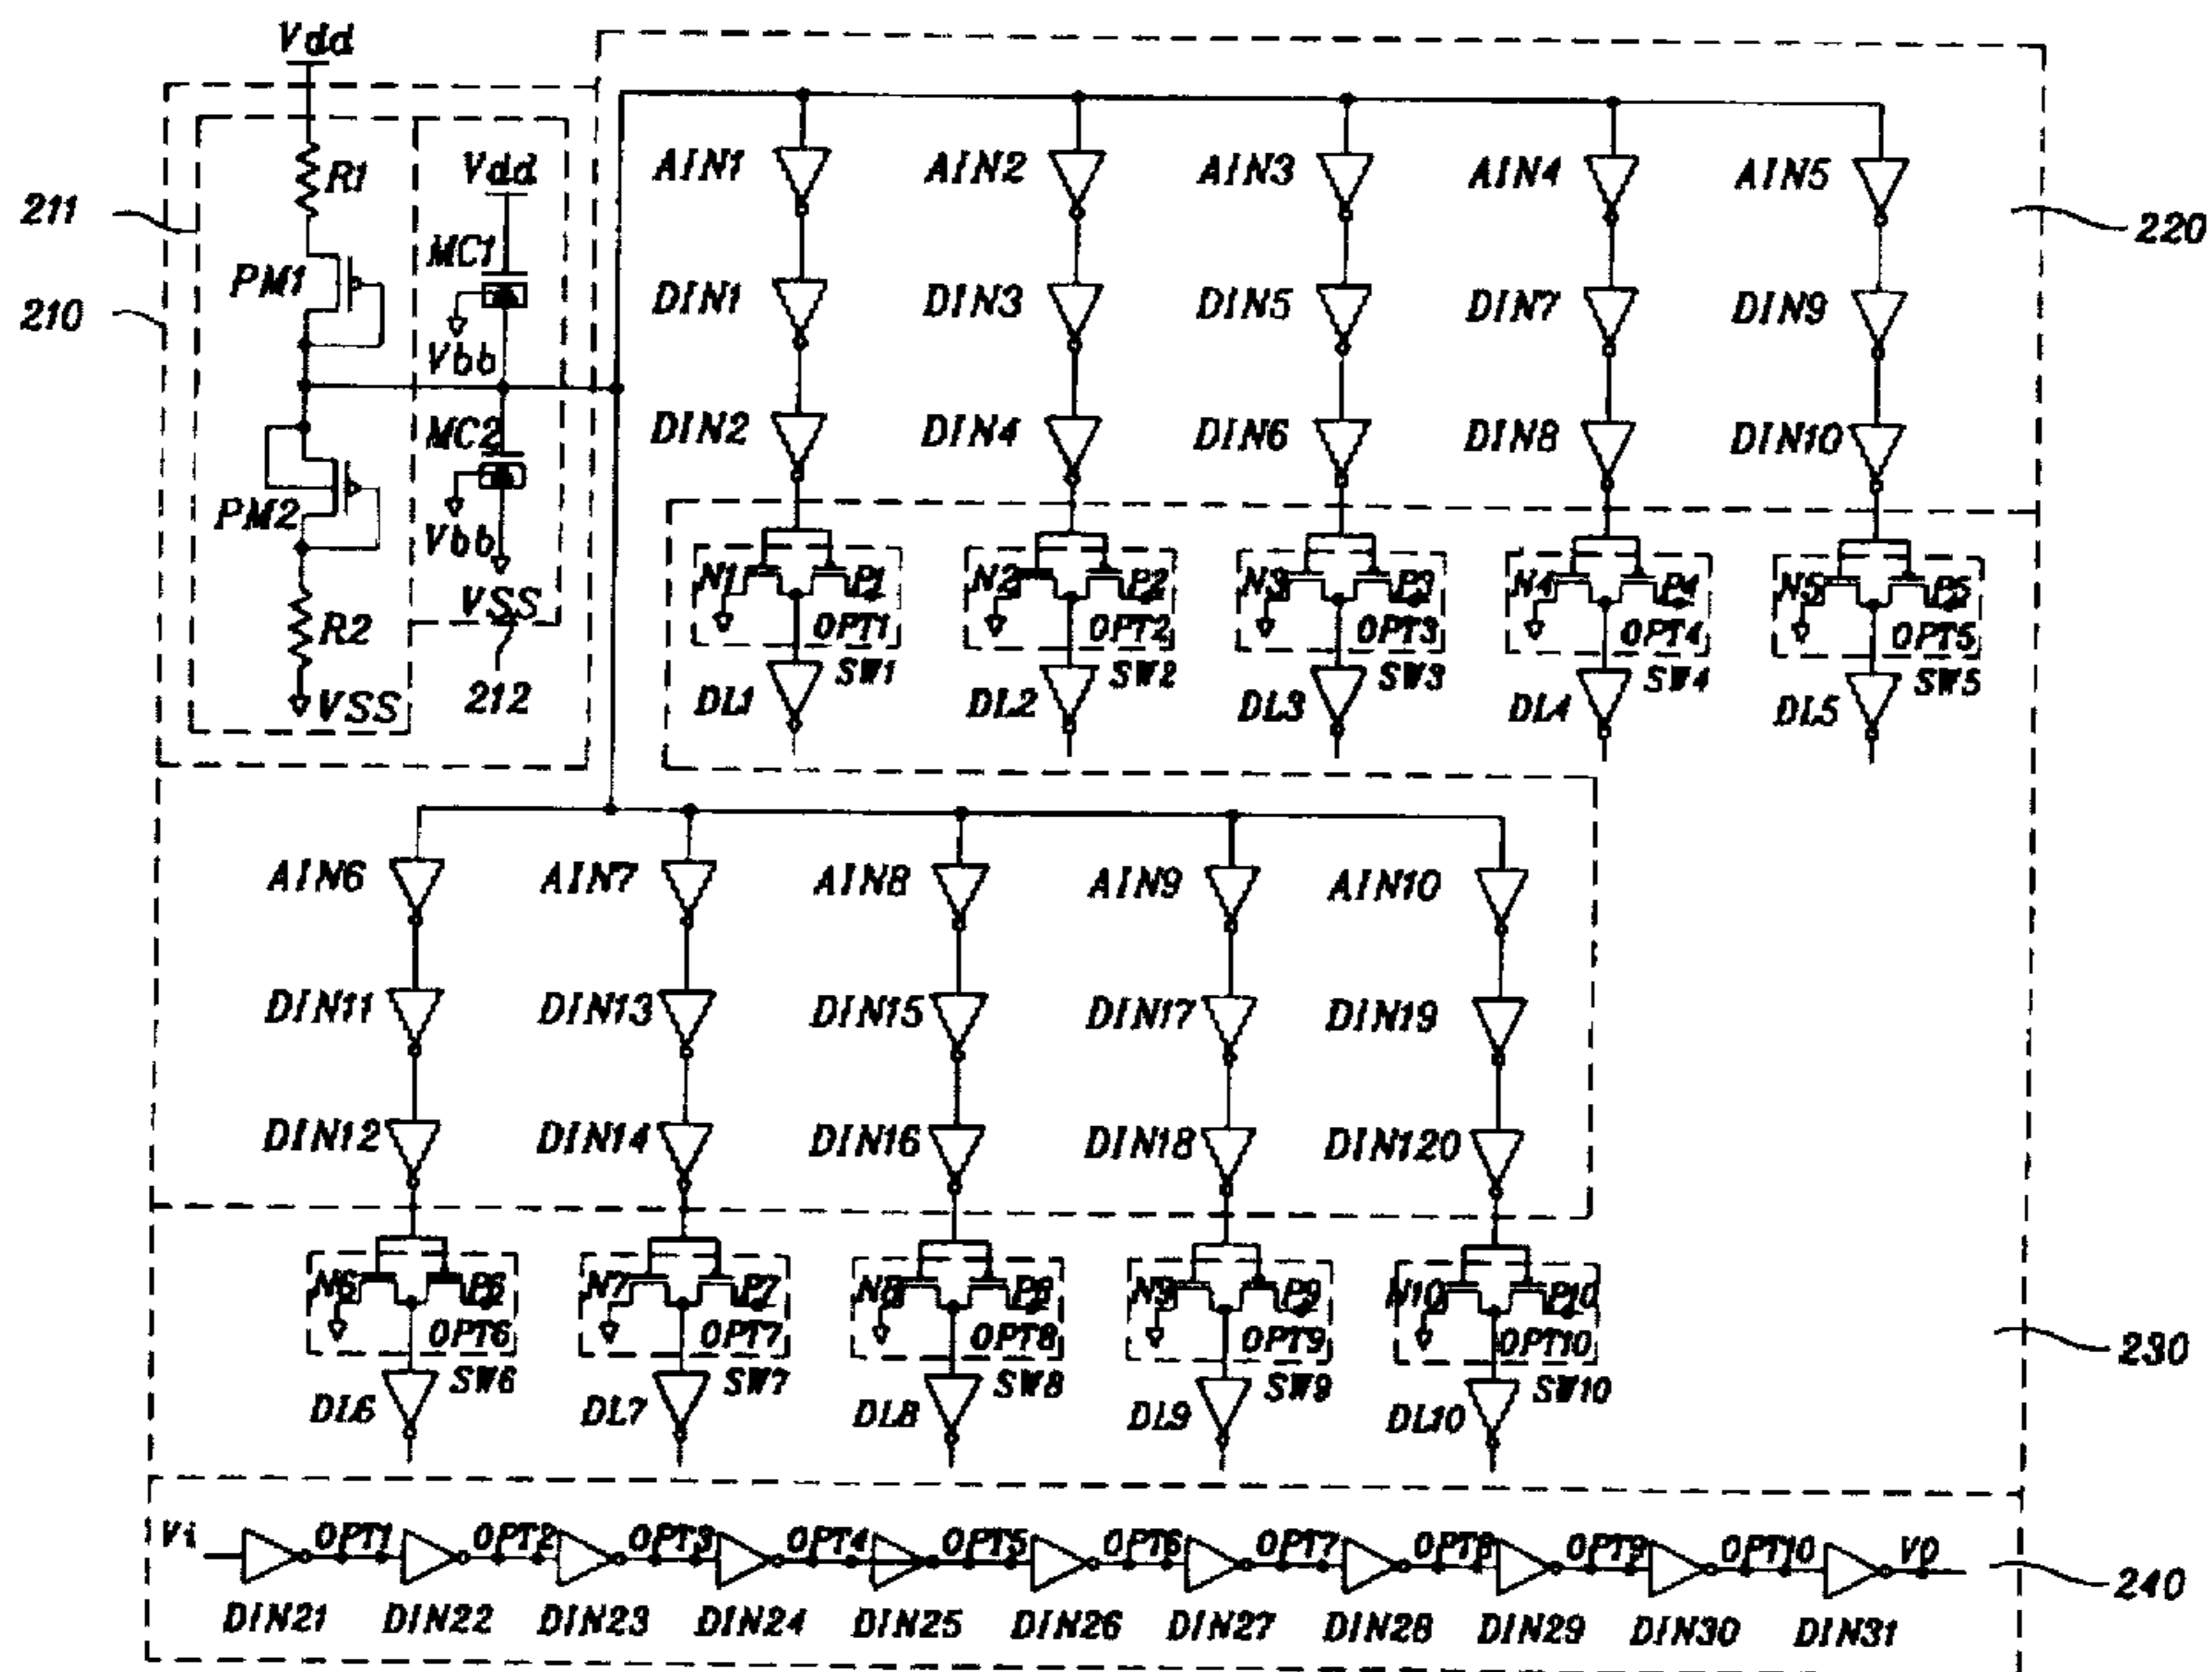 Vdd
R1
PM1
PM2
R2
VSS
Vdd
MC1
Vbb
MC2
Vbb
VSS
211
210
212
AIN1 AIN2 AIN3 AIN4 AIN5
220
DIN1 DIN3 DIN5 DIN7 DIN9
DIN2 DIN4 DIN6 DIN8 DIN10
N1 P1 N2 P2 N3 P3 N4 P4 N5 P5
OPT1 OPT2 OPT3 OPT4 OPT5
SW1 SW2 SW3 SW4 SW5
DL1 DL2 DL3 DL4 DL5
AIN6 AIN7 AIN8 AIN9 AIN10
DIN11 DIN13 DIN15 DIN17 DIN19
DIN12 DIN14 DIN16 DIN18 DIN120
N6 P6 N7 P7 N8 P8 N9 P9 N10 P10
OPT6 OPT7 OPT8 OPT9 OPT10
230
SW6 SW7 SW8 SW9 SW10
DL6 DL7 DL8 DL9 DL10
Vi OPT1 OPT2 OPT3 OPT4 OPT5 OPT6 OPT7 OPT8 OPT9 OPT10 VO
240
DIN21 DIN22 DIN23 DIN24 DIN25 DIN26 DIN27 DIN28 DIN29 DIN30 DIN31